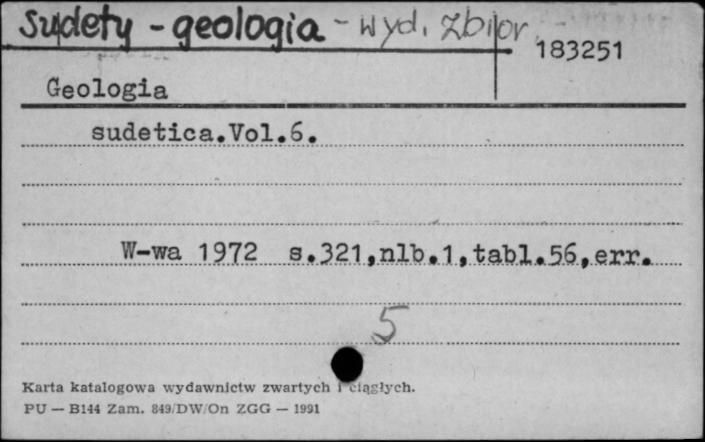 Sudety - geologia - wyd. zbior.
183251
Geologia
sudetica.Vol.6.
W-wa 1972 s.321,nlb.1,tabl.56,err.
5
Karta katalogowa wydawnictw zwartych i ciągłych.
PU — B144 Zam. 849/DW/On ZGG — 1991